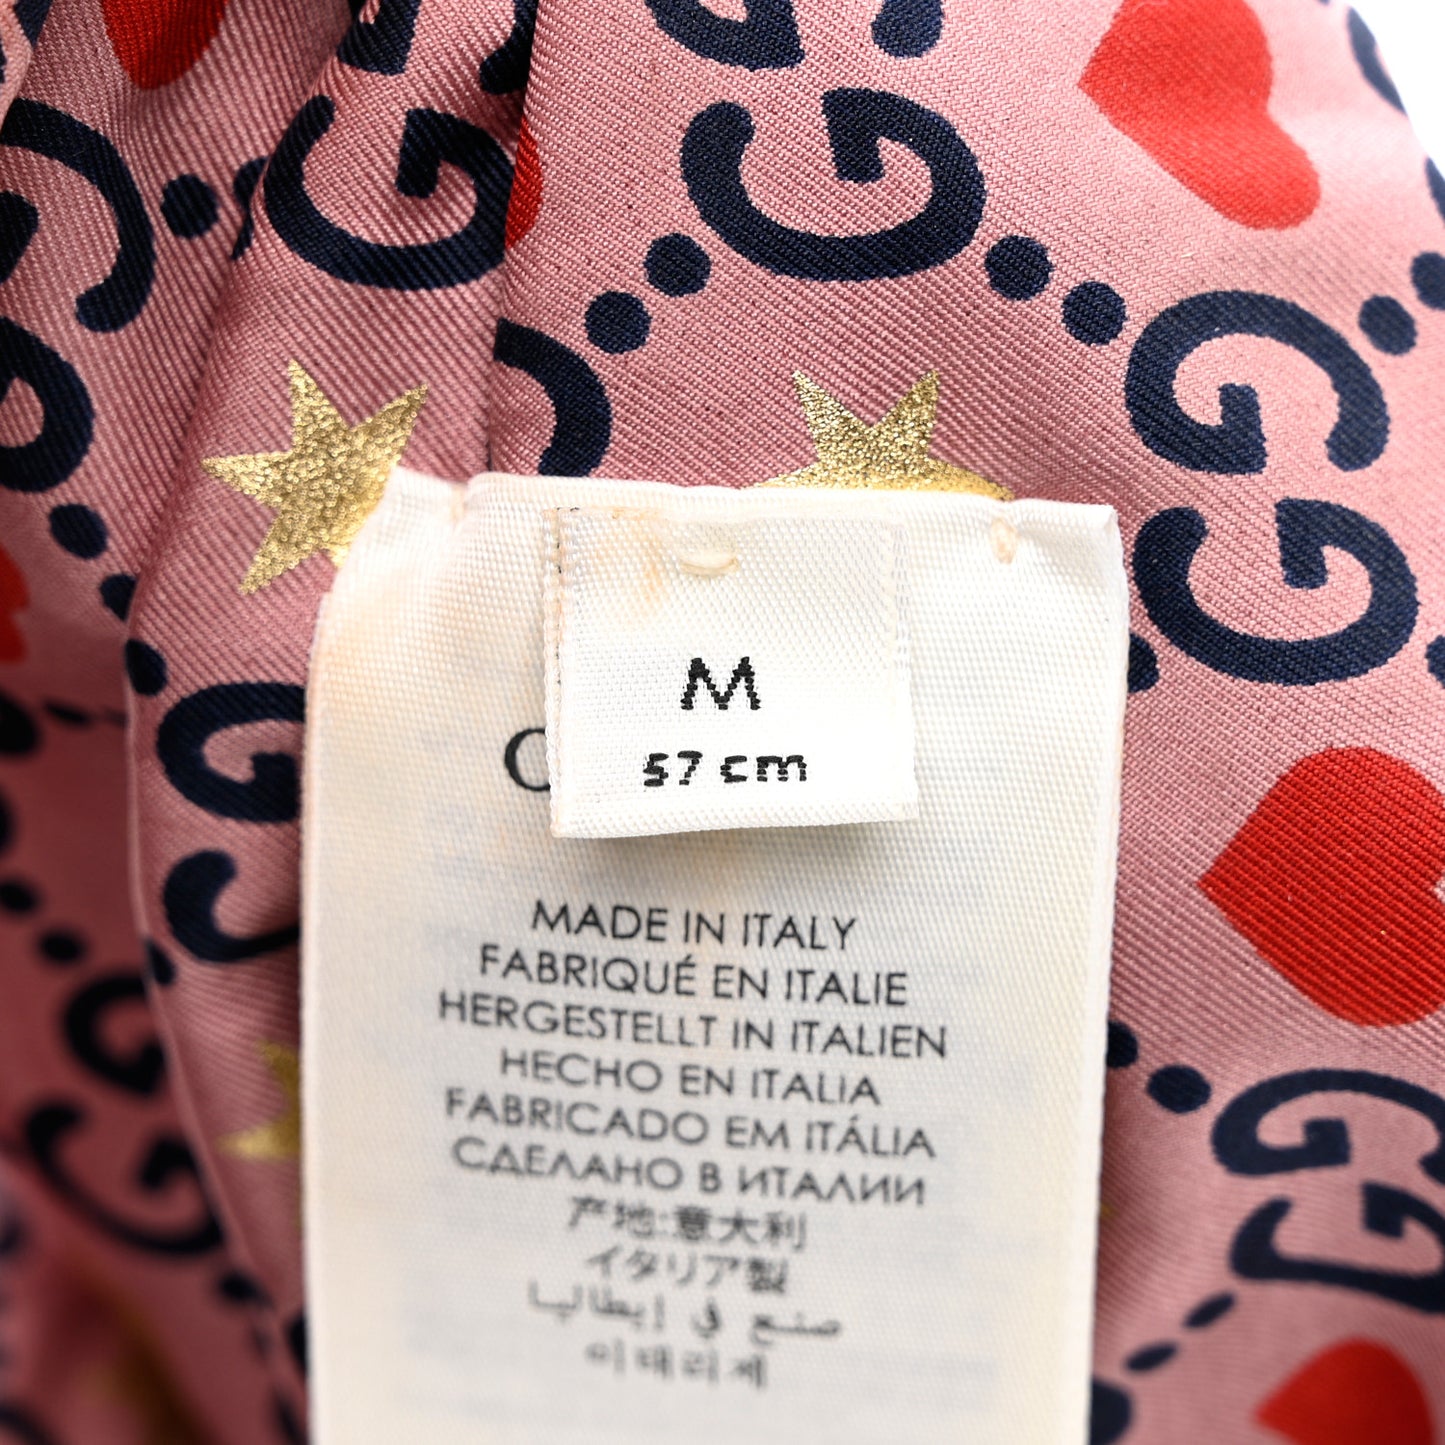 M
57 cm
MADE IN ITALY
FABRIQUÉ EN ITALIE
HERGESTELLT IN ITALIEN
HECHO EN ITALIA
FABRICADO EM ITÁLIA
СДЕЛАНО В ИТАЛИИ
产地:意大利
イタリア製
صنع في إيطاليا
이태리제